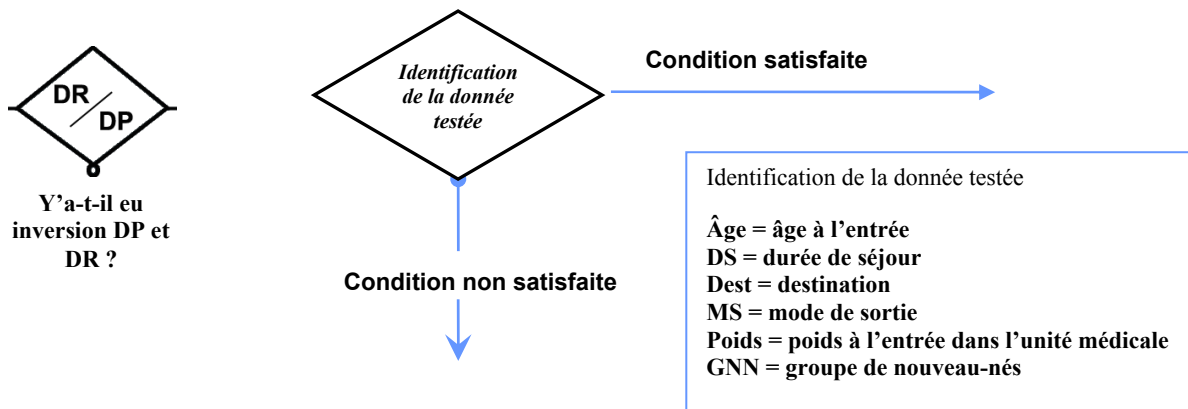 DR
DP
Y'a-t-il eu
inversion DP et
DR ?
Identification
de la donnée
testée
Condition satisfaite
Condition non satisfaite
Identification de la donnée testée
Âge = âge à l'entrée
DS = durée de séjour
Dest = destination
MS = mode de sortie
Poids = poids à l'entrée dans l'unité médicale
GNN = groupe de nouveau-nés